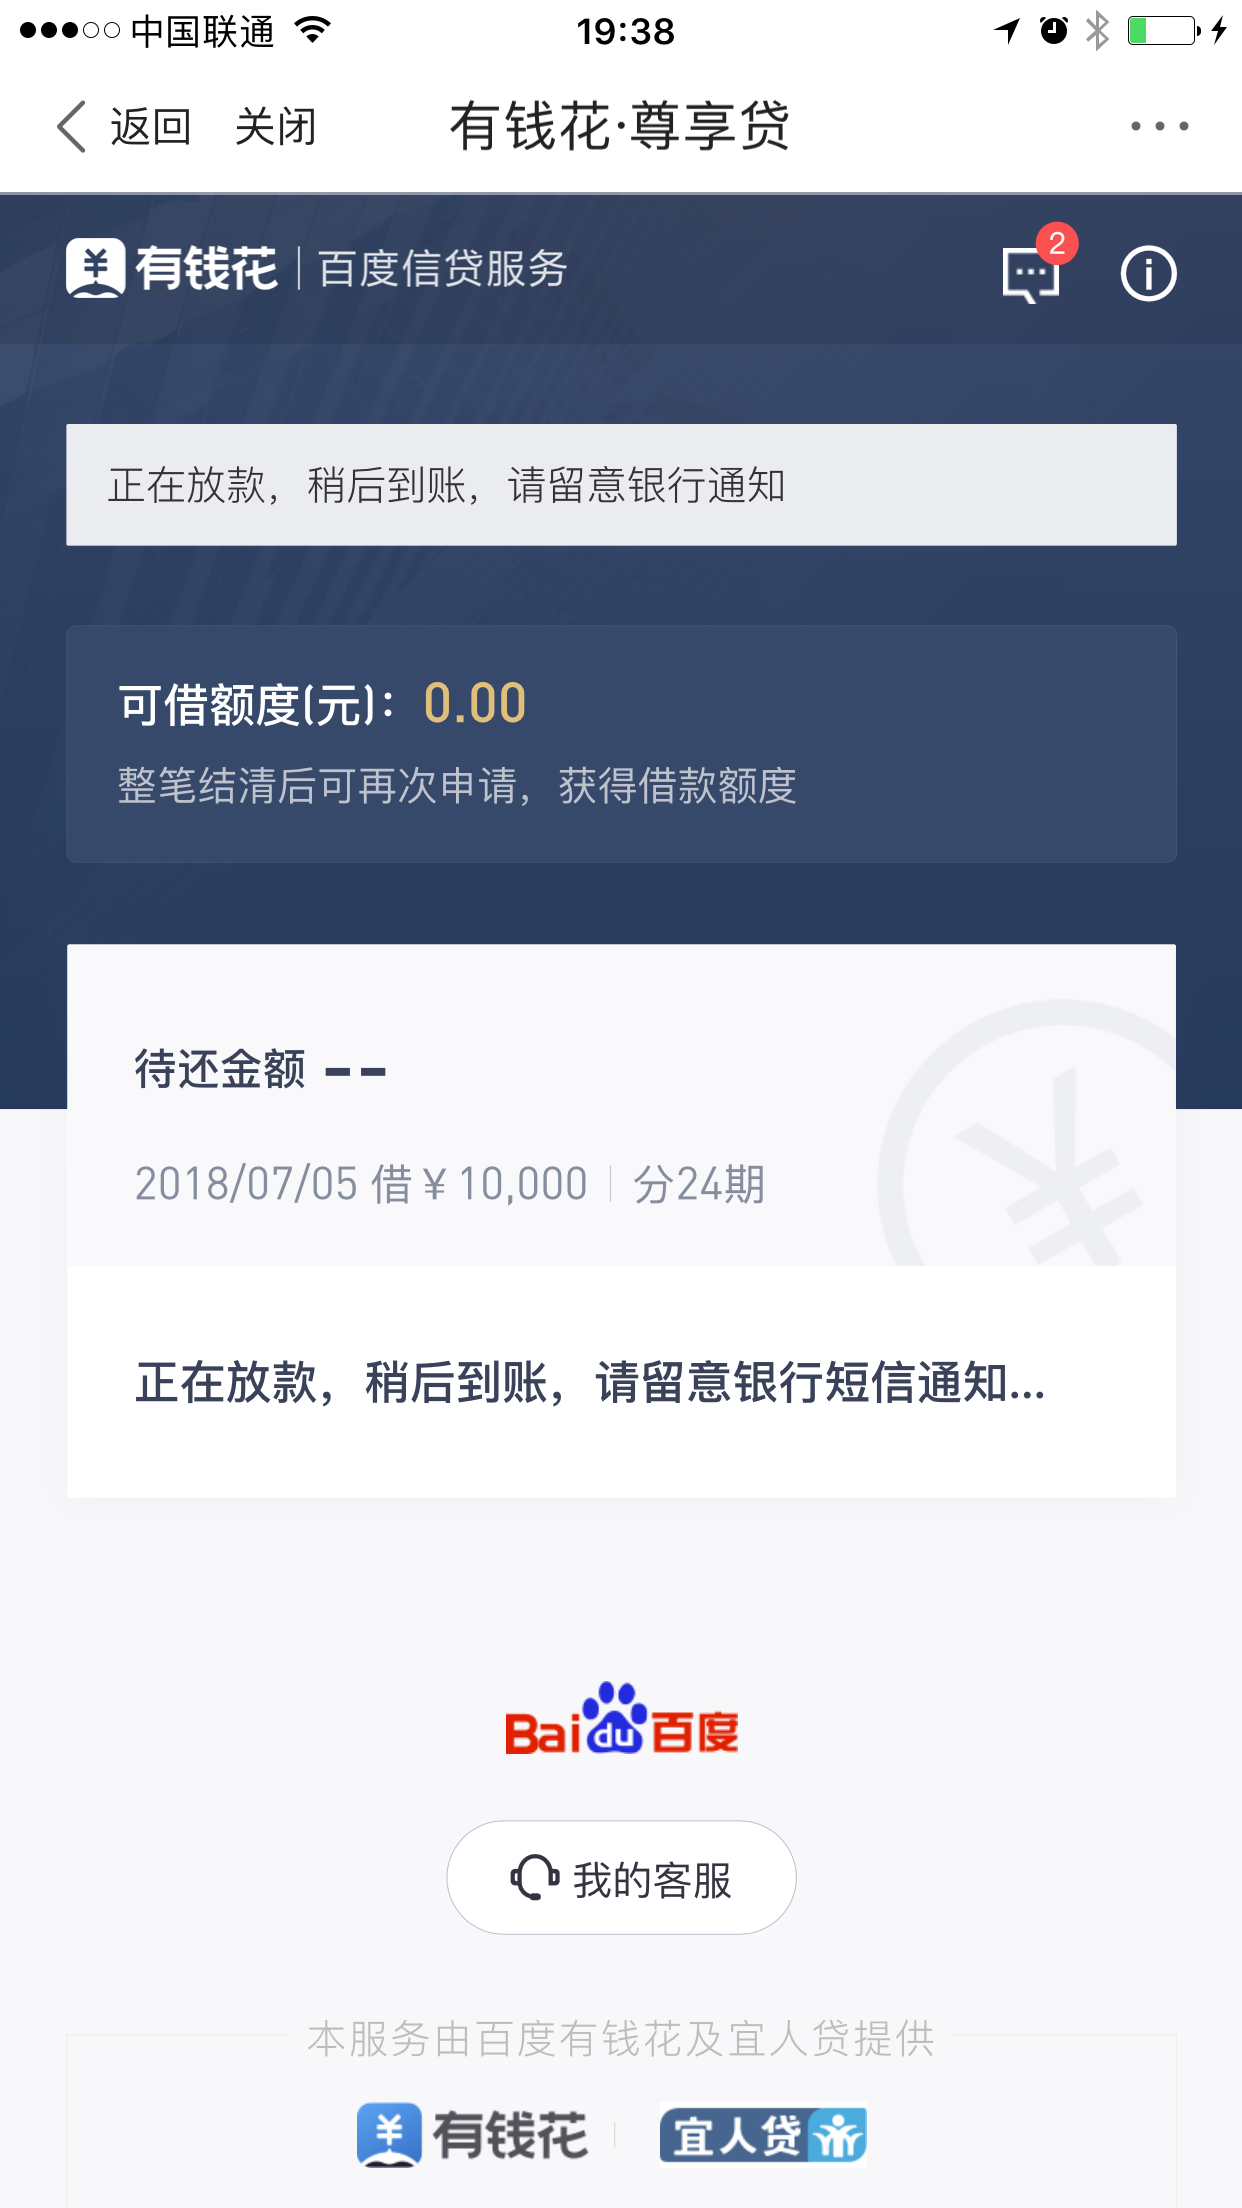 中国联通 19:38
返回 关闭 有钱花·尊享贷
有钱花 | 百度信贷服务 2
正在放款，稍后到账，请留意银行通知
可借额度(元)：0.00
整笔结清后可再次申请，获得借款额度
待还金额 --
2018/07/05 借￥10,000 | 分24期
正在放款，稍后到账，请留意银行短信通知...
Baidu百度
我的客服
本服务由百度有钱花及宜人贷提供
有钱花 | 宜人贷